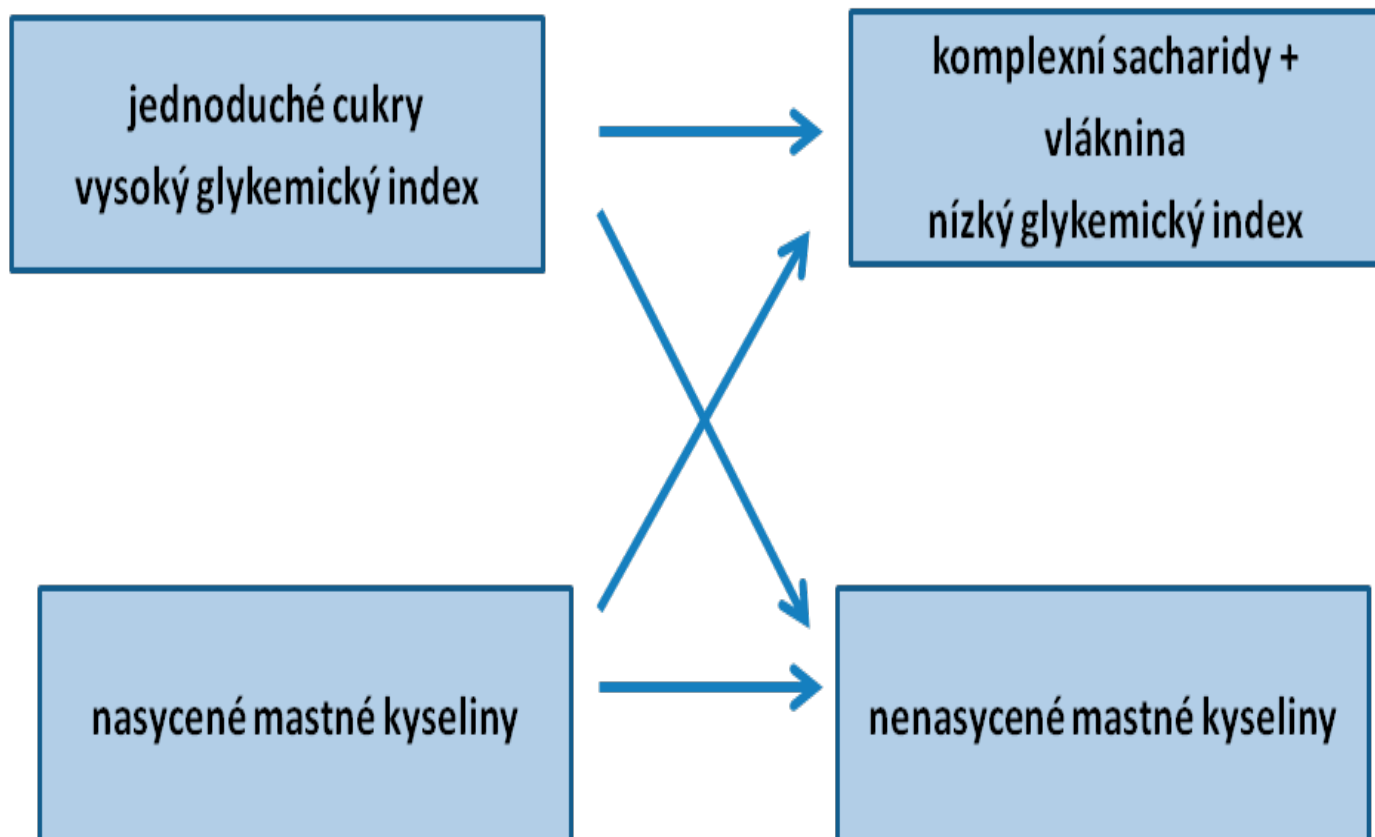 jednoduché cukry
vysoký glykemický index
komplexní sacharidy +
vláknina
nízký glykemický index
nasycené mastné kyseliny
nenasycené mastné kyseliny